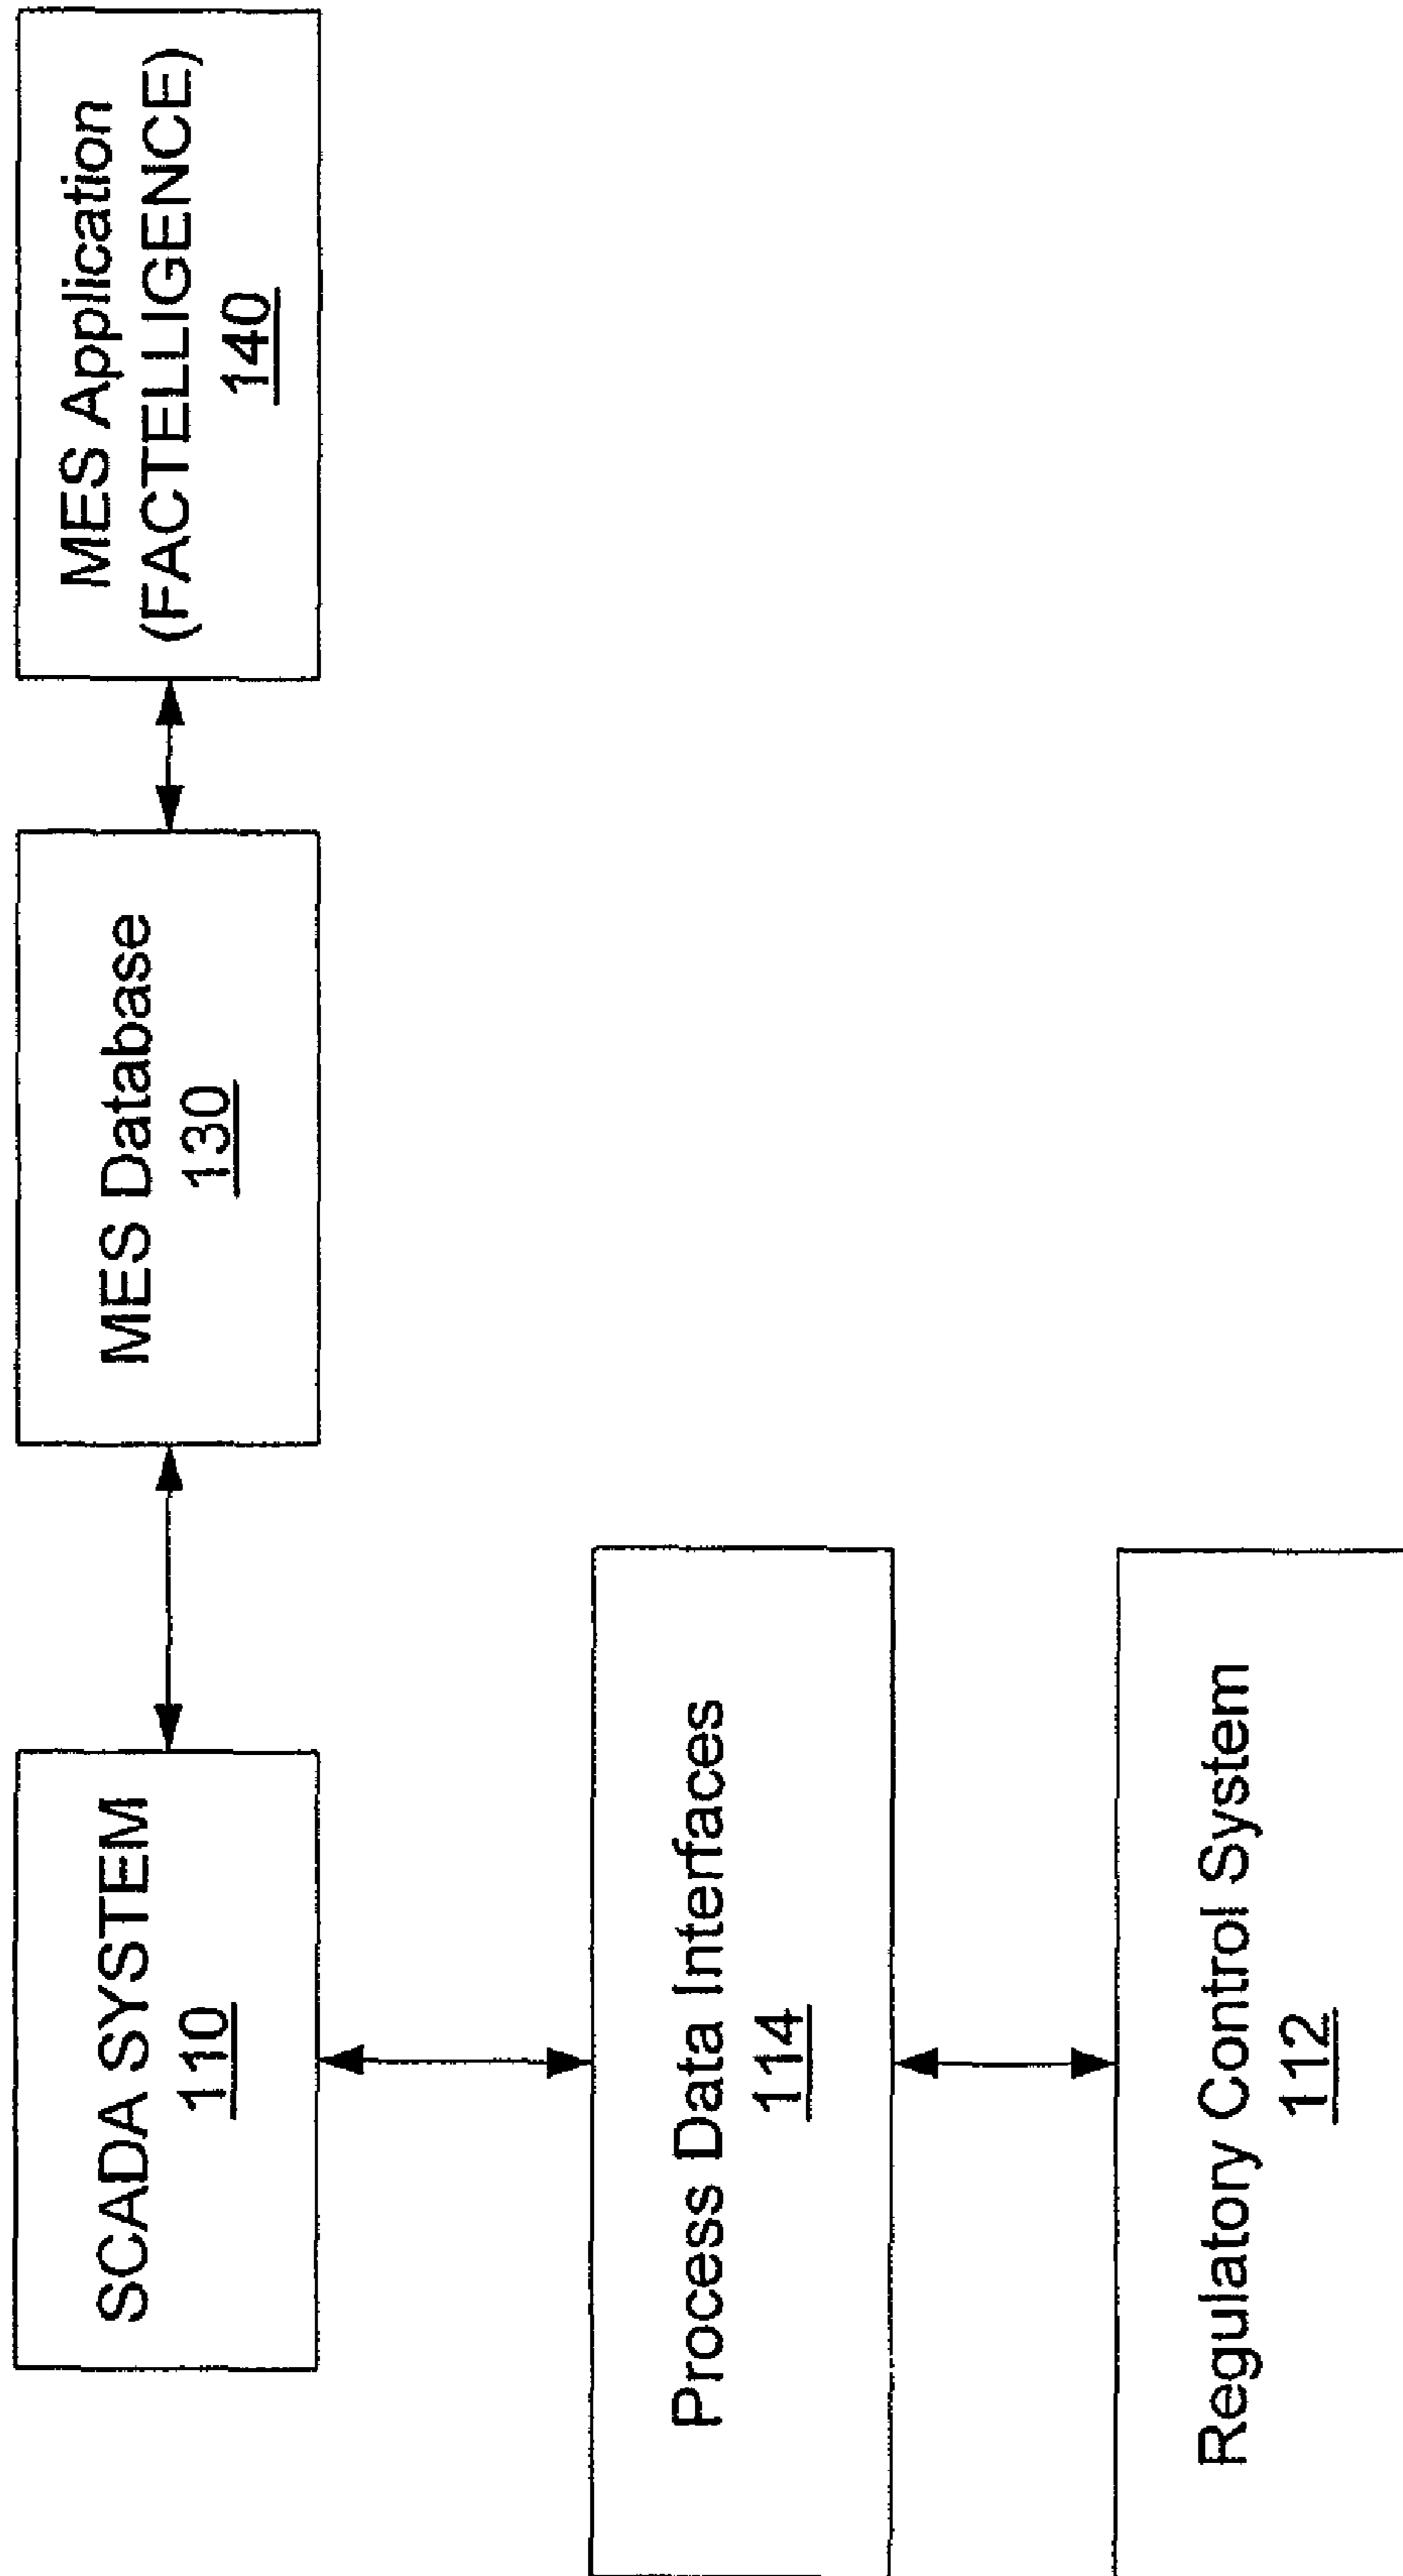 SCADA SYSTEM
110
MES Database
130
MES Application
(FACTELLIGENCE)
140
Process Data Interfaces
114
Regulatory Control System
112